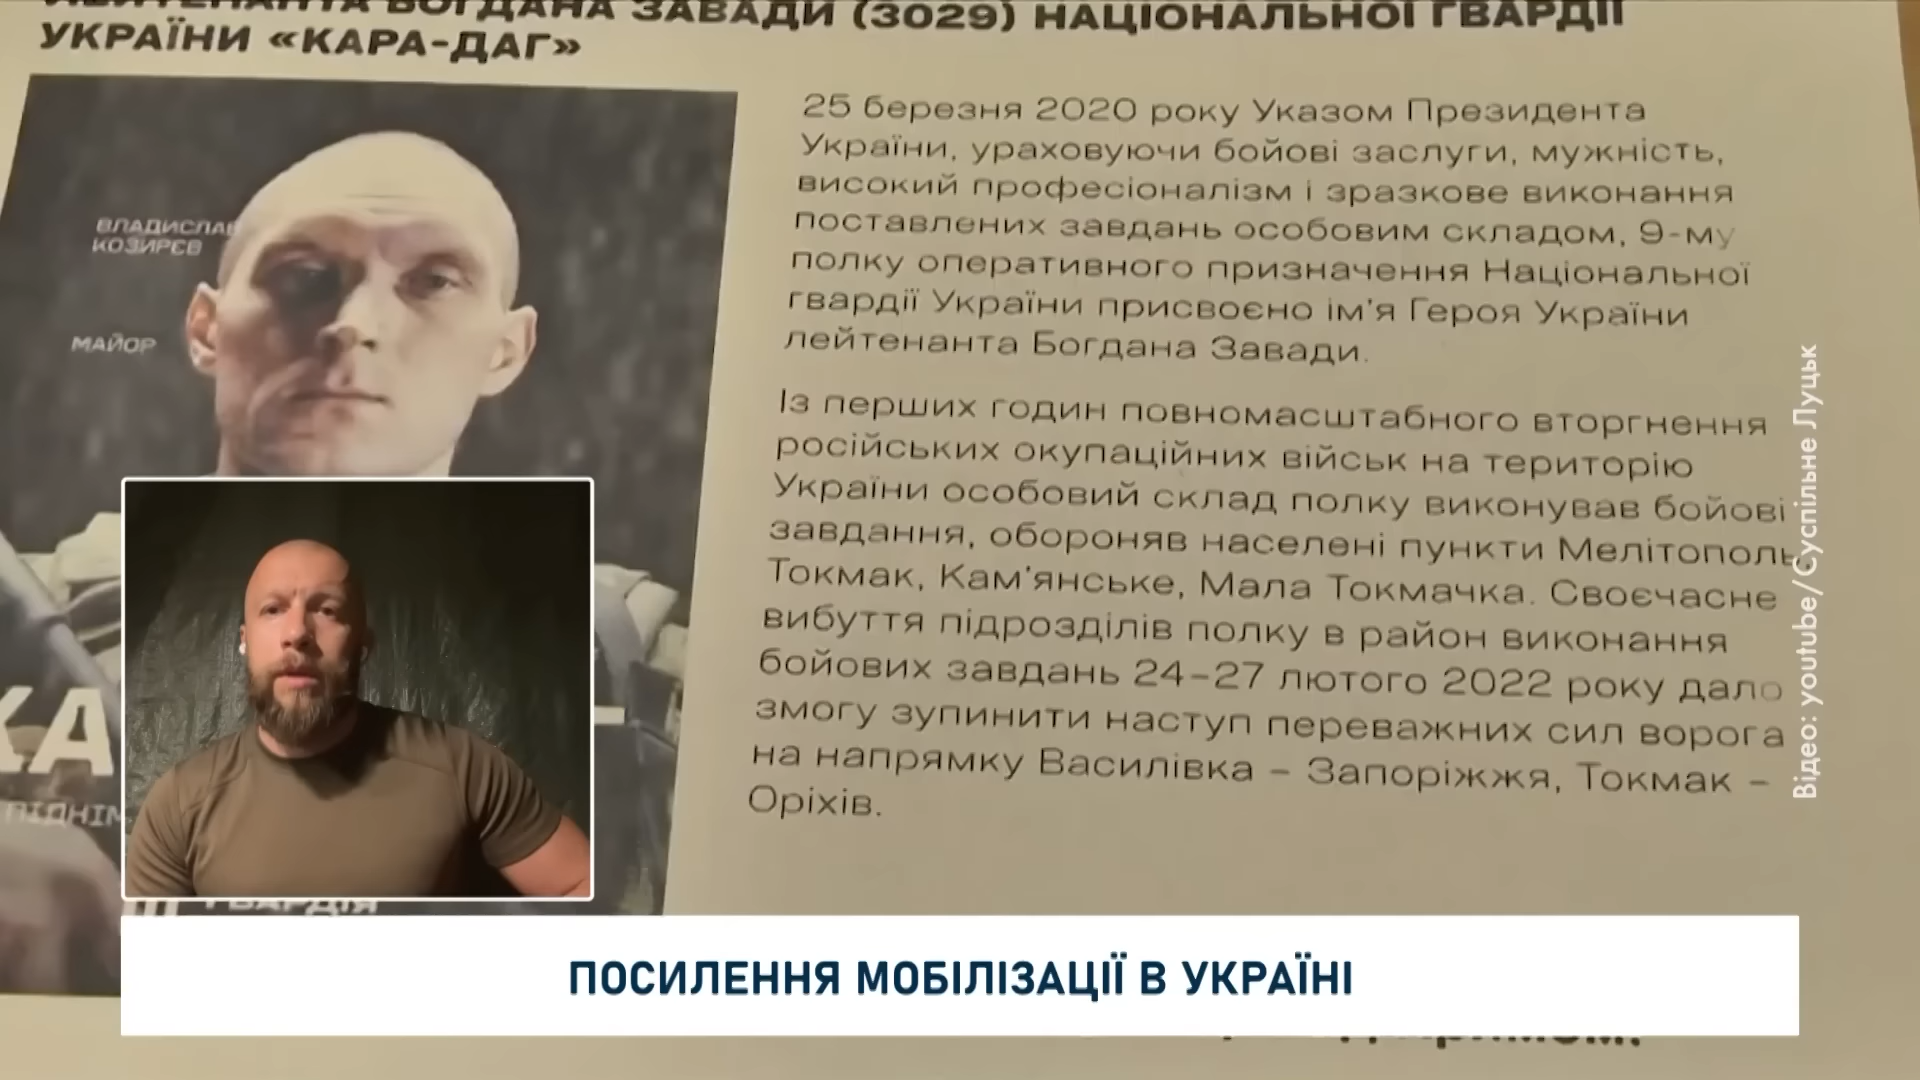 ЛЕЙТЕНАНТА БОГДАНА ЗАВАДИ (3029) НАЦІОНАЛЬНОЇ ГВАРДІЇ
УКРАЇНИ «КАРА-ДАГ»
ВЛАДИСЛАВ
КОЗИРЄВ
МАЙОР
25 березня 2020 року Указом Президента
України, ураховуючи бойові заслуги, мужність,
високий професіоналізм і зразкове виконання
поставлених завдань особовим складом, 9-му
полку оперативного призначення Національної
гвардії України присвоєно ім'я Героя України
лейтенанта Богдана Завади.
Із перших годин повномасштабного вторгнення
російських окупаційних військ на територію
України особовий склад полку виконував бойові
завдання, обороняв населені пункти Мелітополь,
Токмак, Кам'янське, Мала Токмачка. Своєчасне
вибуття підрозділів полку в район виконання
бойових завдань 24-27 лютого 2022 року дало
змогу зупинити наступ переважних сил ворога
на напрямку Василівка – Запоріжжя, Токмак –
Оріхів.
КА
ПІДНІМ
ГВАРДІЯ
Відео: youtube/Суспільне Луцьк
ПОСИЛЕННЯ МОБІЛІЗАЦІЇ В УКРАЇНІ